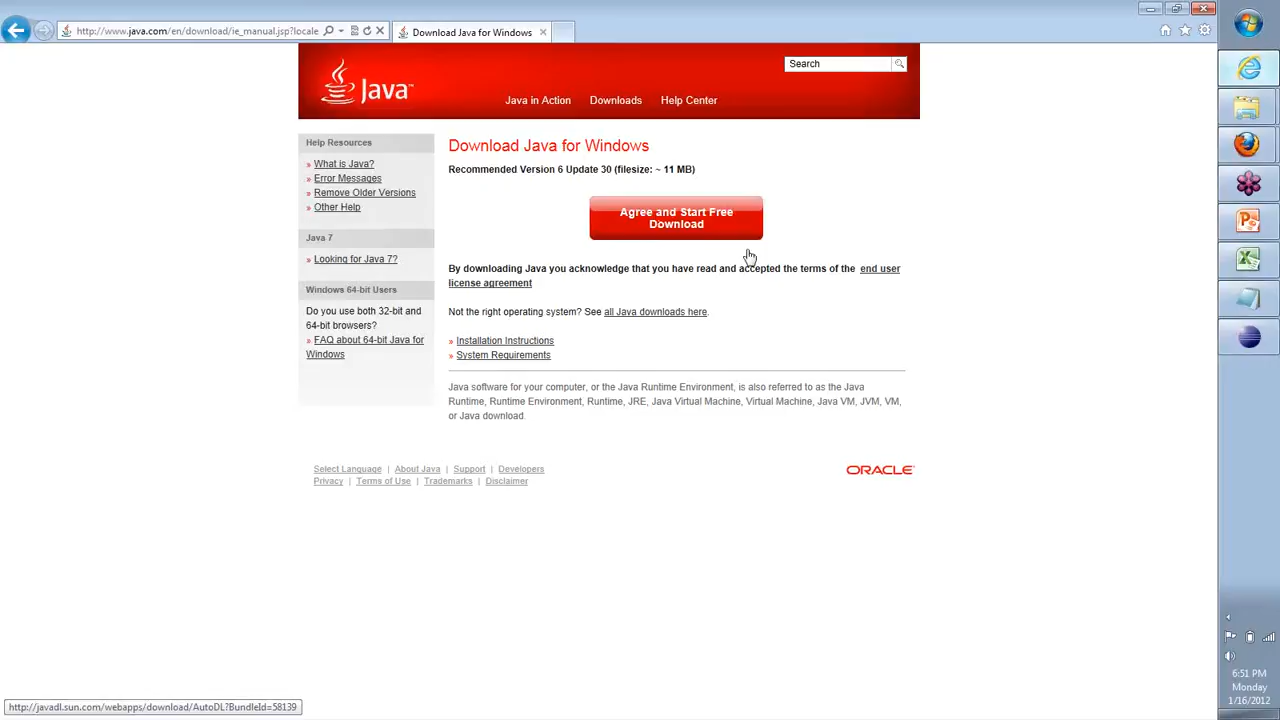 http://www.java.com/en/download/ie_manual.jsp?locale
Download Java for Windows
Java™
Search
Java in Action
Downloads
Help Center
Help Resources
» What is Java?
» Error Messages
» Remove Older Versions
» Other Help
Java 7
» Looking for Java 7?
Windows 64-bit Users
Do you use both 32-bit and
64-bit browsers?
» FAQ about 64-bit Java for
Windows
Download Java for Windows
Recommended Version 6 Update 30 (filesize: ~ 11 MB)
Agree and Start Free
Download
By downloading Java you acknowledge that you have read and accepted the terms of the end user
license agreement
Not the right operating system? See all Java downloads here.
» Installation Instructions
» System Requirements
Java software for your computer, or the Java Runtime Environment, is also referred to as the Java
Runtime, Runtime Environment, Runtime, JRE, Java Virtual Machine, Virtual Machine, Java VM, JVM, VM,
or Java download.
Select Language | About Java | Support | Developers
Privacy | Terms of Use | Trademarks | Disclaimer
ORACLE
6:51 PM
Monday
1/16/2012
http://javadl.sun.com/webapps/download/AutoDL?BundleId=58139